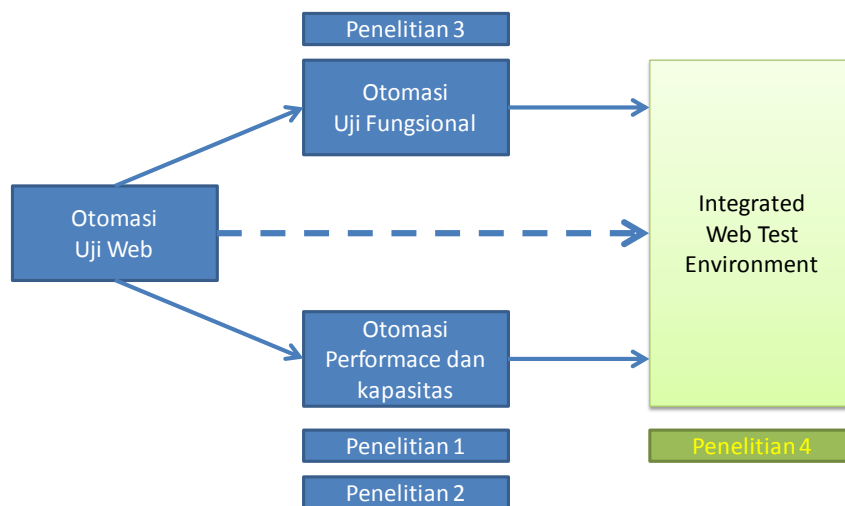 Penelitian 3
Otomasi
Uji Fungsional
Otomasi
Uji Web
Integrated
Web Test
Environment
Otomasi
Performace dan
kapasitas
Penelitian 1
Penelitian 4
Penelitian 2